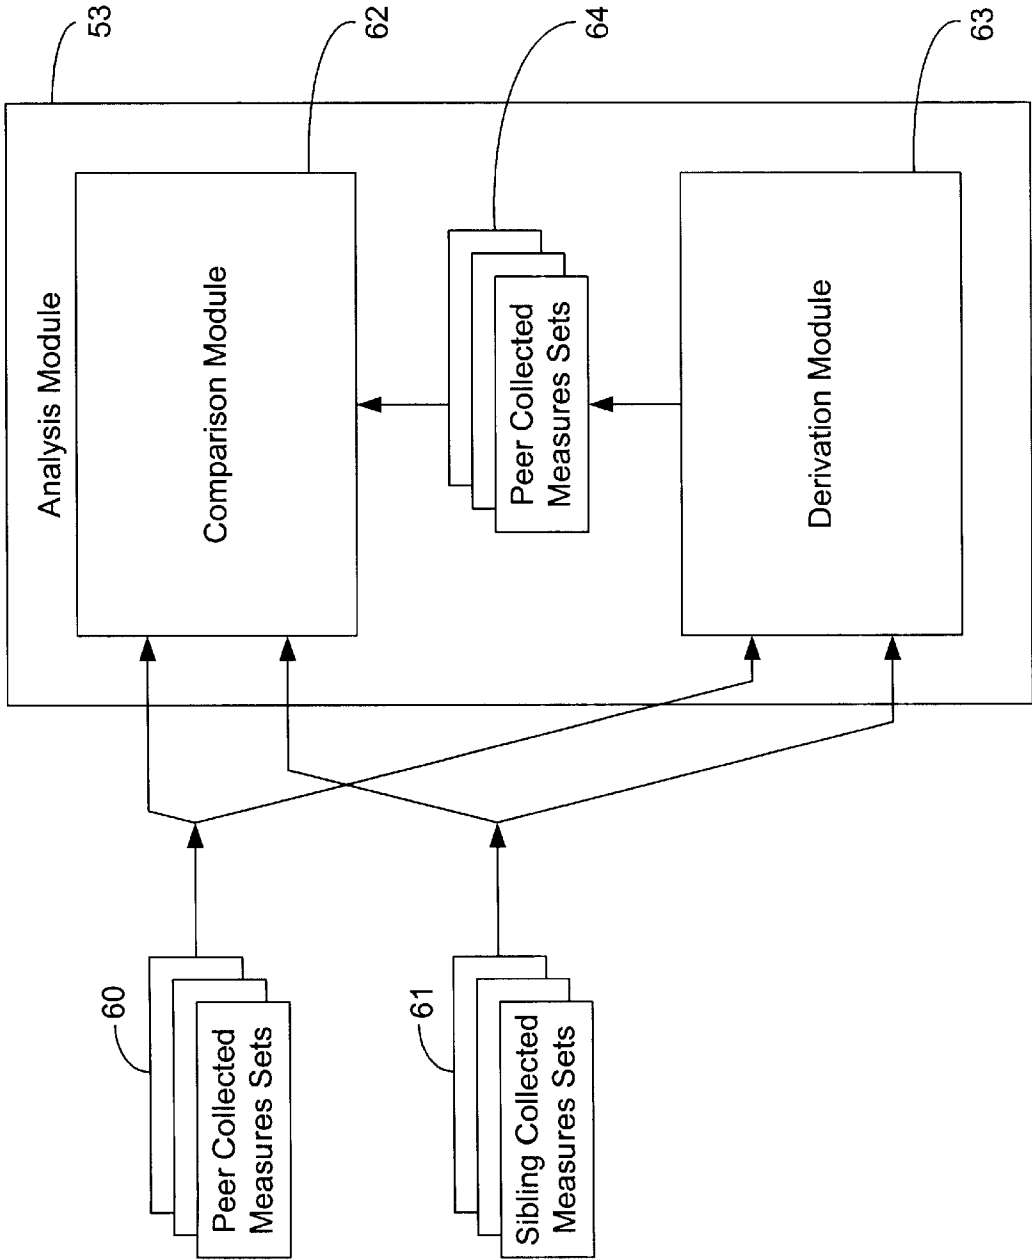 53
Analysis Module
62
Comparison Module
64
Peer Collected
Measures Sets
63
Derivation Module
60
Peer Collected
Measures Sets
61
Sibling Collected
Measures Sets